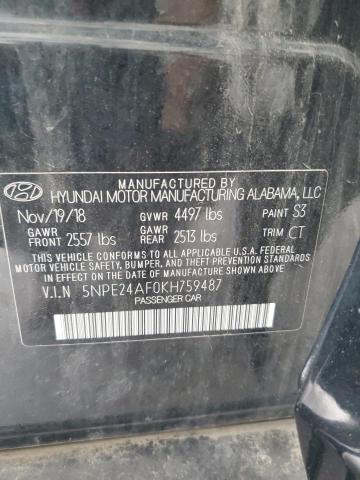 MANUFACTURED BY
HYUNDAI MOTOR MANUFACTURING ALABAMA, LLC
Nov/19/18 GVWR 4497 lbs PAINT S3
GAWR FRONT 2557 lbs GAWR REAR 2513 lbs TRIM CT
THIS VEHICLE CONFORMS TO ALL APPLICABLE U.S.A. FEDERAL
MOTOR VEHICLE SAFETY, BUMPER, AND THEFT PREVENTION STANDARDS
IN EFFECT ON THE DATE OF MANUFACTURE SHOWN ABOVE.
V.I.N 5NPE24AF0KH759487
PASSENGER CAR